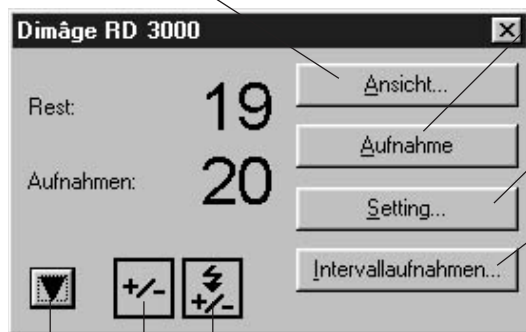 Dimâge RD 3000
Rest: 19
Aufnahmen: 20
Ansicht...
Aufnahme
Setting...
Intervallaufnahmen...
+/-
+/-